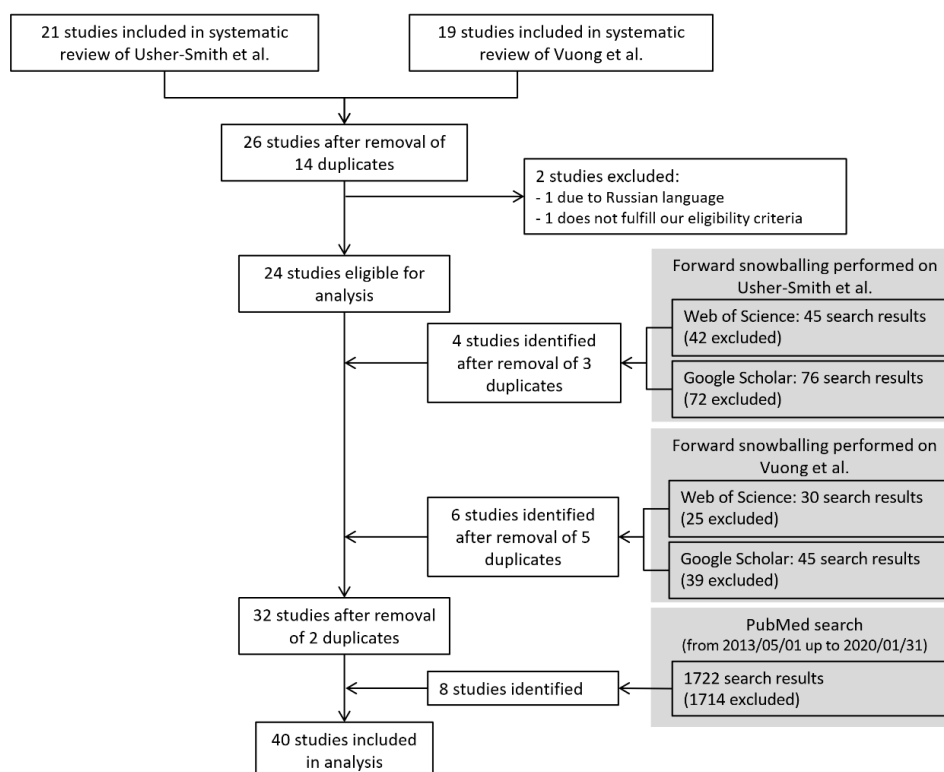 21 studies included in systematic
review of Usher-Smith et al.
19 studies included in systematic
review of Vuong et al.
26 studies after removal of
14 duplicates
2 studies excluded:
- 1 due to Russian language
- 1 does not fulfill our eligibility criteria
24 studies eligible for
analysis
Forward snowballing performed on
Usher-Smith et al.
Web of Science: 45 search results
(42 excluded)
Google Scholar: 76 search results
(72 excluded)
4 studies identified
after removal of 3
duplicates
Forward snowballing performed on
Vuong et al.
Web of Science: 30 search results
(25 excluded)
Google Scholar: 45 search results
(39 excluded)
6 studies identified
after removal of 5
duplicates
32 studies after removal
of 2 duplicates
PubMed search
(from 2013/05/01 up to 2020/01/31)
1722 search results
(1714 excluded)
8 studies identified
40 studies included
in analysis